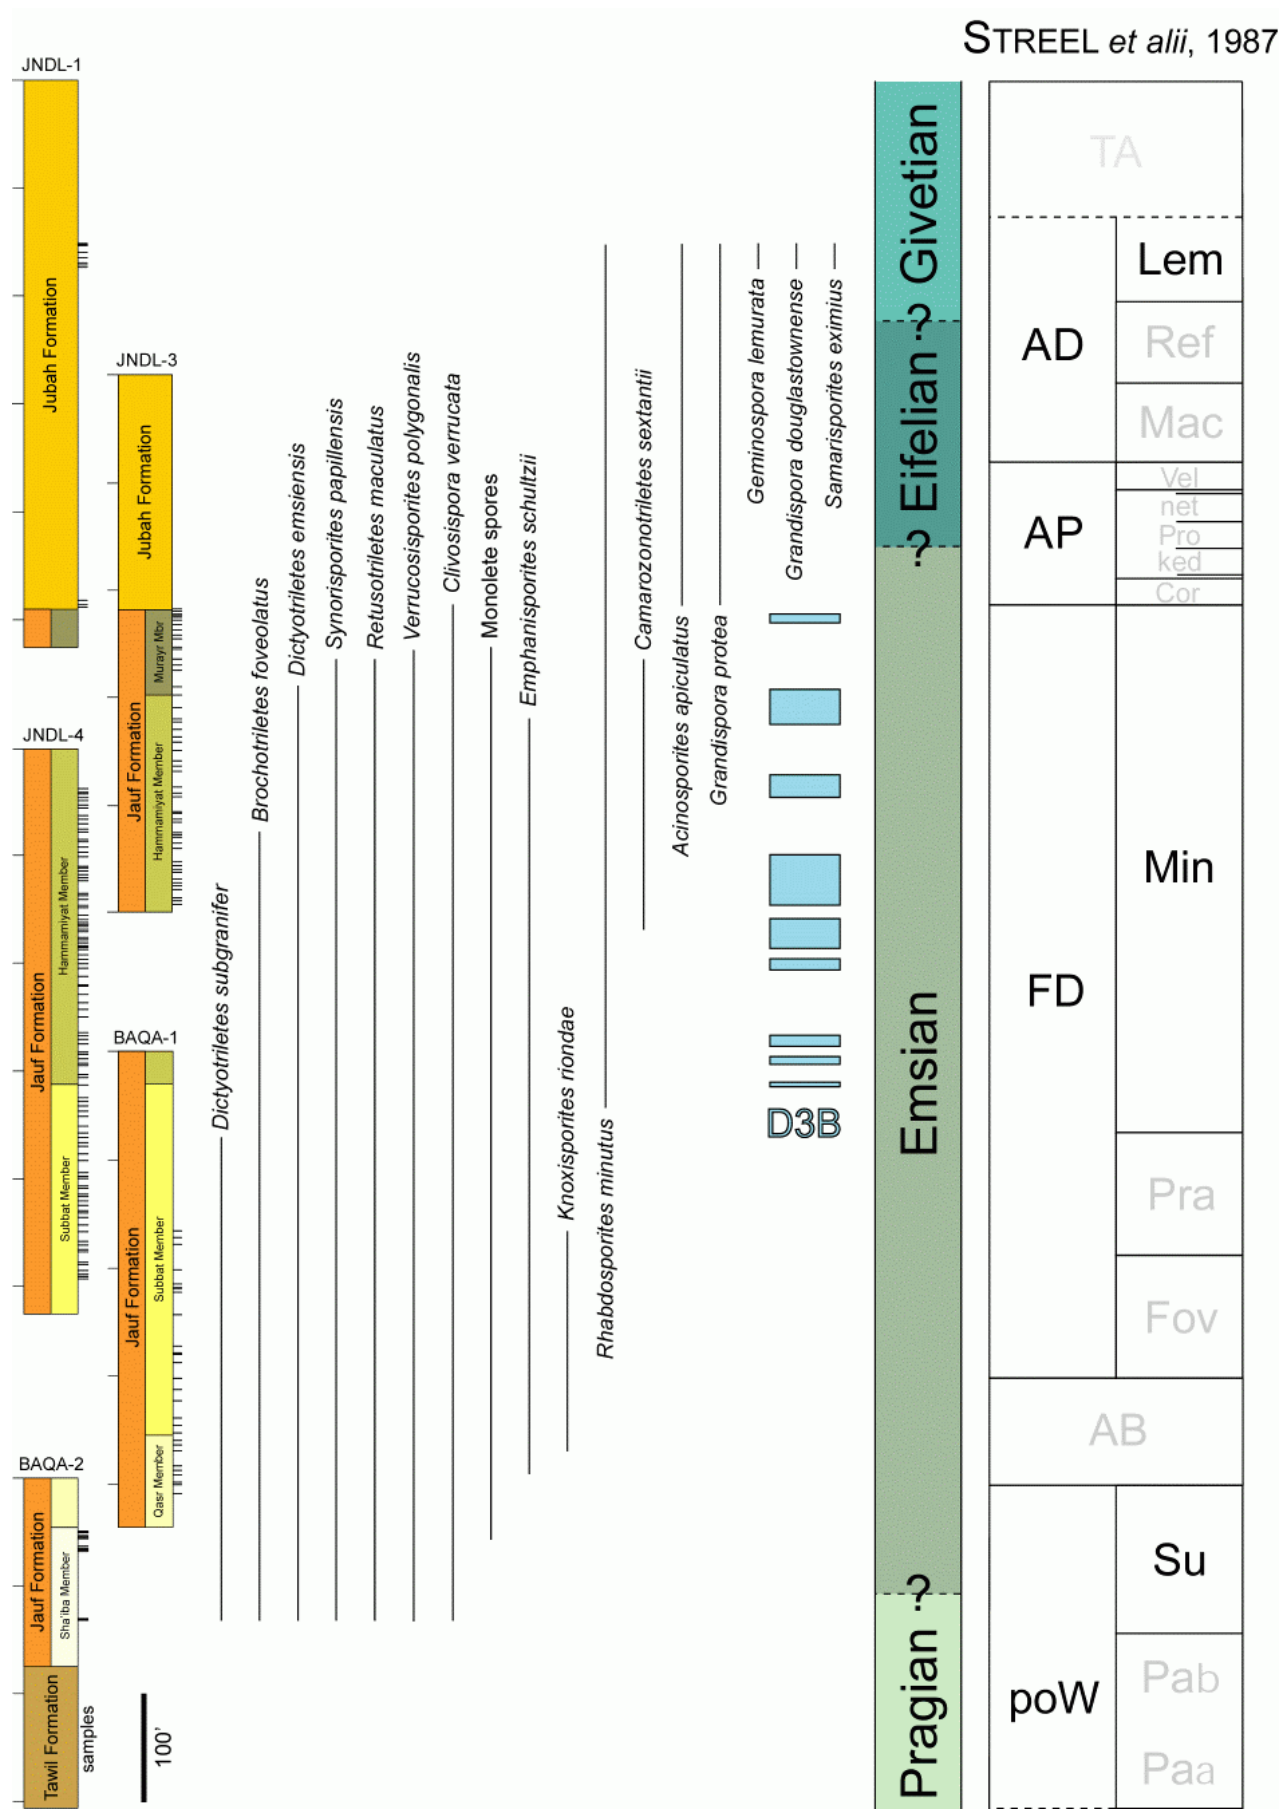 STREEL et alii, 1987
JNDL-1
Jubah Formation
JNDL-3
Jubah Formation
Jauf Formation
Murayr Mbr
Hammamiyat Member
JNDL-4
Jauf Formation
Hammamiyat Member
Subbat Member
BAQA-1
Jauf Formation
Subbat Member
Qasr Member
BAQA-2
Jauf Formation
Sha'iba Member
Tawil Formation
samples
100'
Dictyotriletes subgranifer
Brochotriletes foveolatus
Dictyotriletes emsiensis
Synorisporites papillensis
Retusotriletes maculatus
Verrucosisporites polygonalis
Clivosispora verrucata
Monolete spores
Emphanisporites schultzii
Knoxisporites riondae
Rhabdosporites minutus
Camarozonotriletes sextantii
Acinosporites apiculatus
Grandispora protea
Geminospora lemurata
Grandispora douglastownense
Samarisporites eximius
D3B
Givetian
?
Eifelian
?
Emsian
?
Pragian
TA
AD
Lem
Ref
Mac
AP
Vel
net
Pro
ked
Cor
FD
Min
Pra
Fov
AB
poW
Su
Pab
Paa